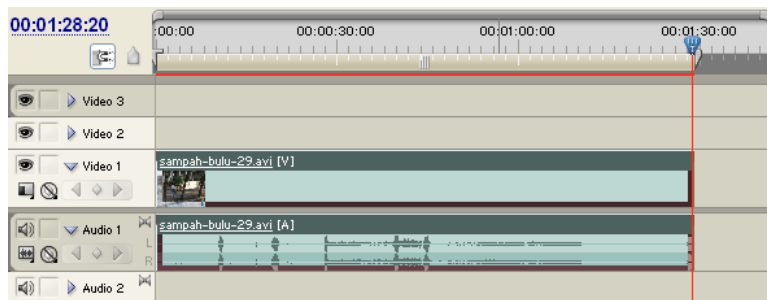 00:01:28:20
:00:00 00:00:30:00 00:01:00:00 00:01:30:00
Video 3
Video 2
Video 1
sampah-bulu-29.avi [V]
Audio 1
sampah-bulu-29.avi [A]
L
R
Audio 2